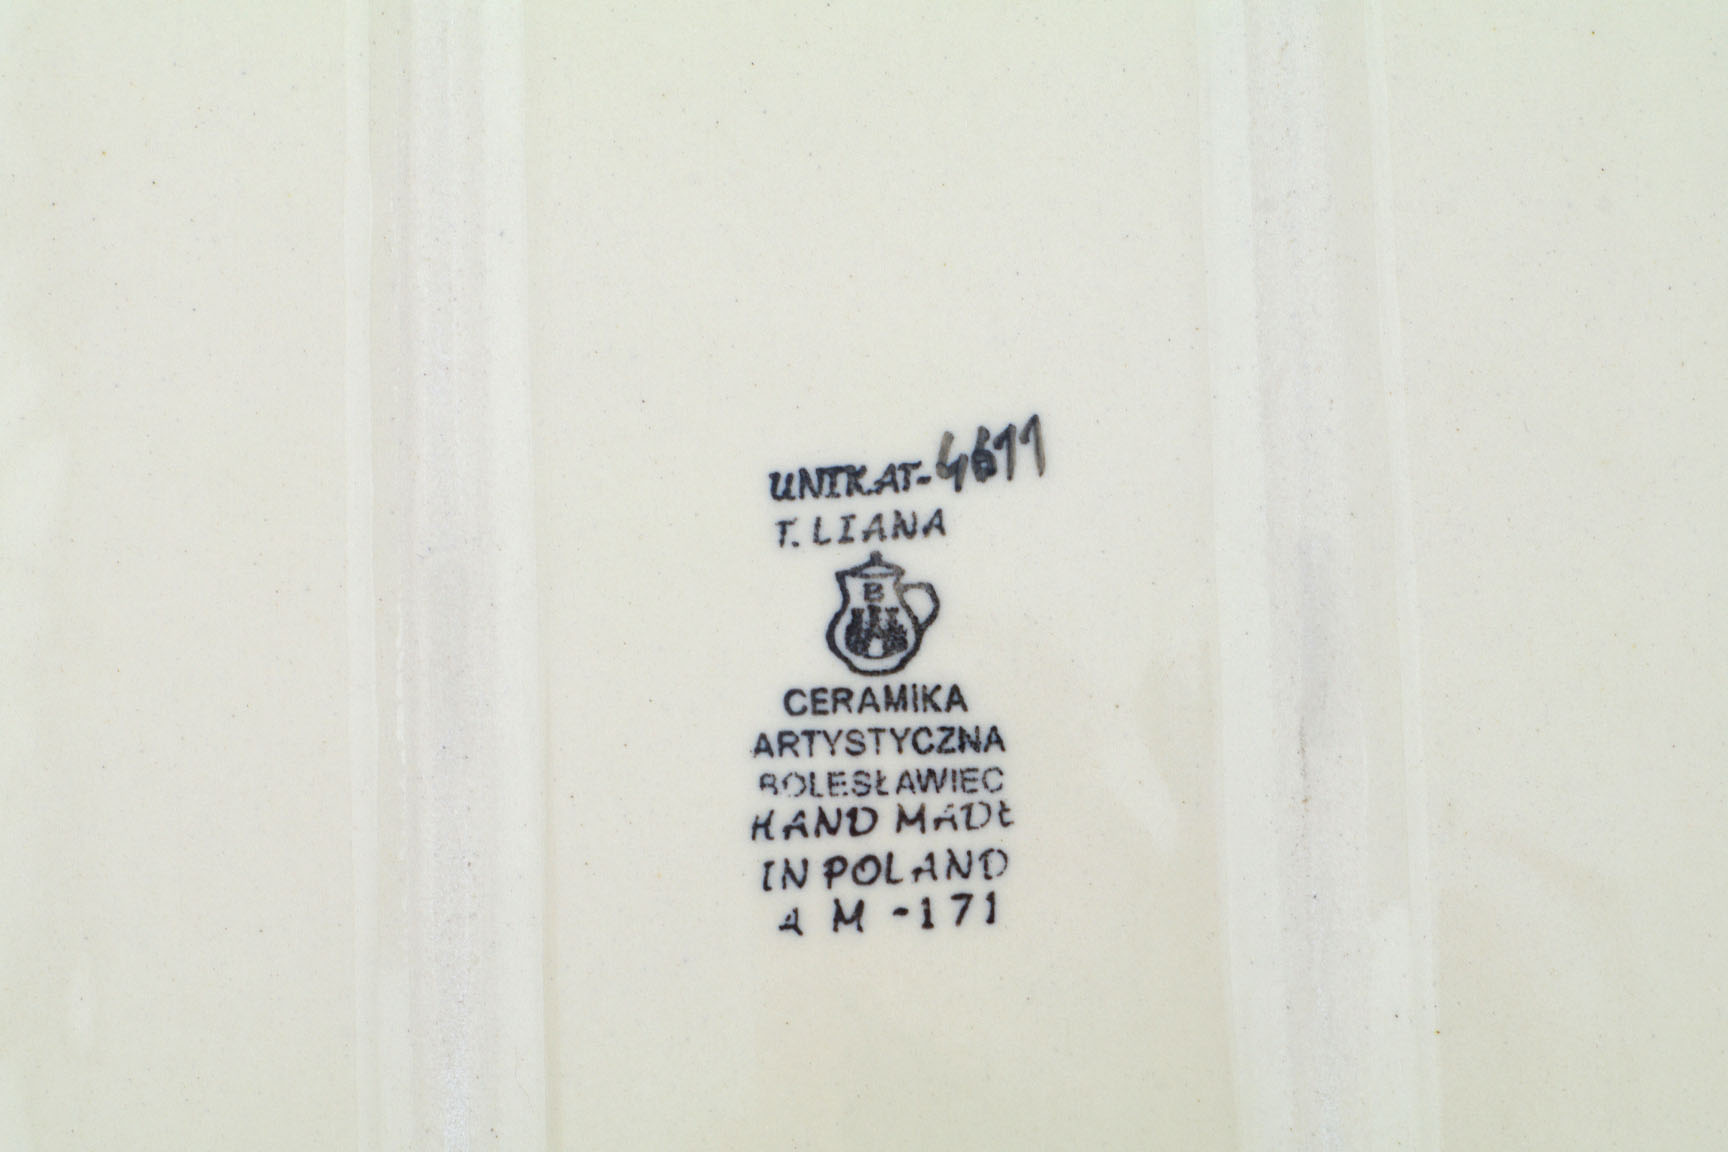 UNIKAT-4611
T. LIANA
B
CERAMIKA
ARTYSTYCZNA
BOLESŁAWIEC
HAND MADE
IN POLAND
A M -171